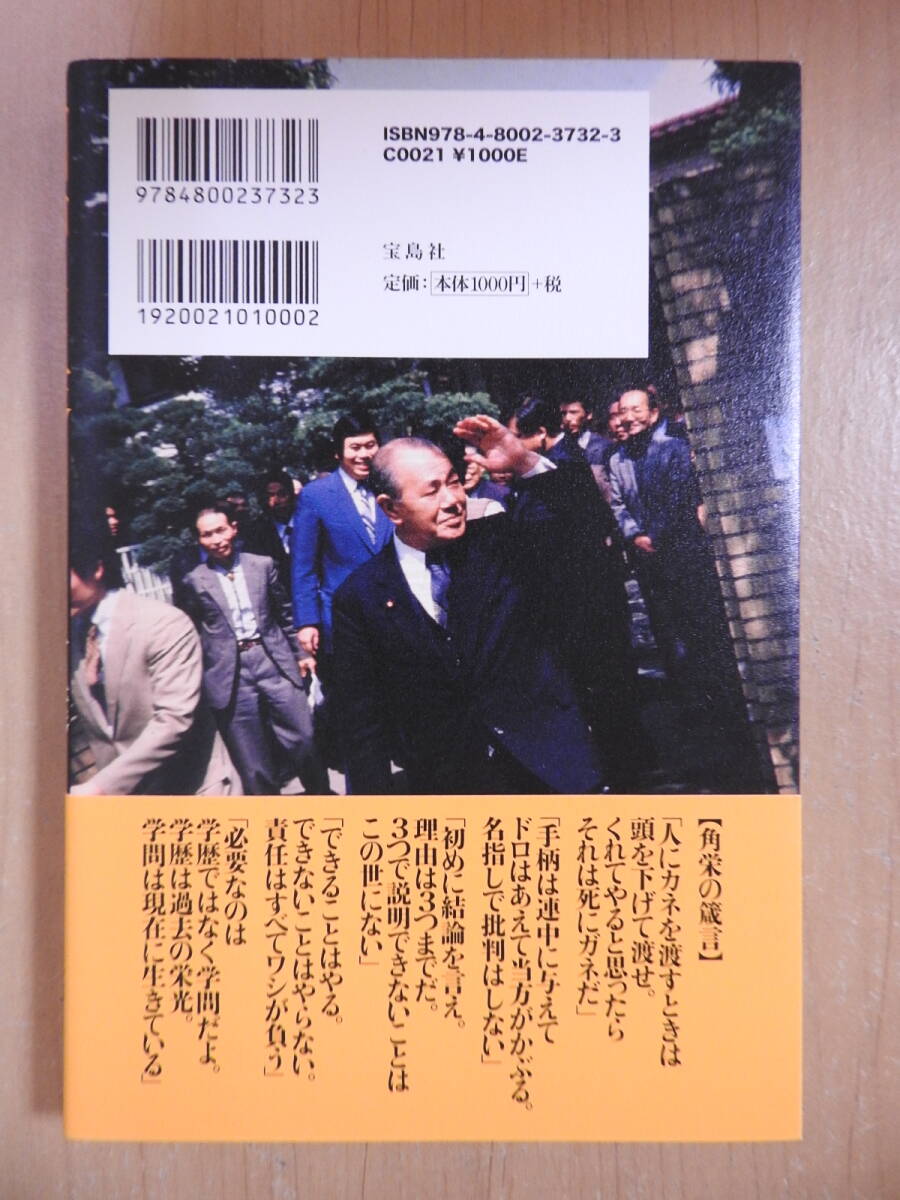 ISBN978-4-8002-3732-3
C0021 ¥1000E
9784800237323
宝島社
定価：本体1000円＋税
1920021010002
【角栄の箴言】
「人にカネを渡すときは
頭を下げて渡せ。
くれてやると思ったら
それは死にガネだ」
「手柄は連中に与えて
ドロはあえて当方がかぶる。
名指しで批判はしない」
「初めに結論を言え。
理由は3つまでだ。
3つで説明できないことは
この世にない」
「できることはやる。
できないことはやらない。
責任はすべてワシが負う」
「必要なのは
学歴ではなく学問だよ。
学歴は過去の栄光。
学問は現在に生きている」